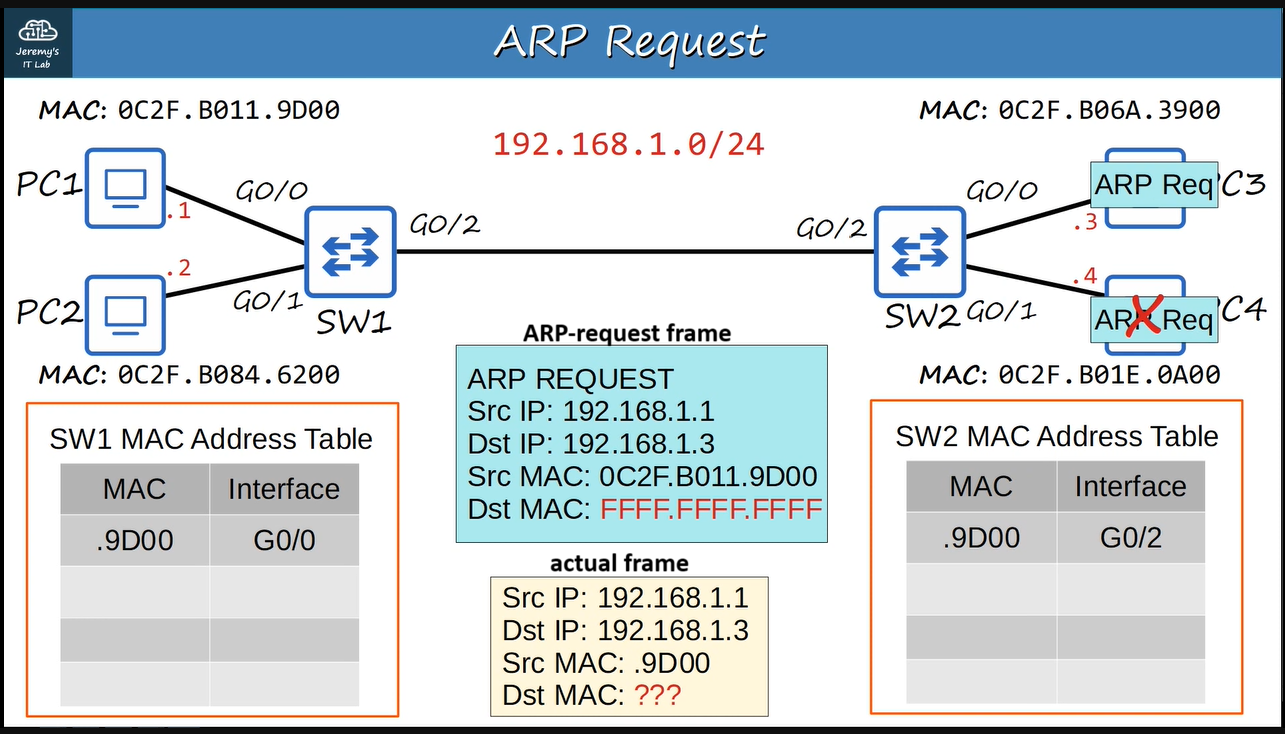 Jeremy's
IT Lab
ARP Request
MAC: 0C2F.B011.9D00
MAC: 0C2F.B06A.3900
192.168.1.0/24
PC1
.1
G0/0
G0/2
G0/2
G0/0
ARP Req
C3
.3
PC2
.2
G0/1
SW1
SW2
G0/1
.4
ARP Req
C4
MAC: 0C2F.B084.6200
MAC: 0C2F.B01E.0A00
ARP-request frame
ARP REQUEST
Src IP: 192.168.1.1
Dst IP: 192.168.1.3
Src MAC: 0C2F.B011.9D00
Dst MAC: FFFF.FFFF.FFFF
actual frame
Src IP: 192.168.1.1
Dst IP: 192.168.1.3
Src MAC: .9D00
Dst MAC: ???
SW1 MAC Address Table
MAC Interface
.9D00 G0/0
SW2 MAC Address Table
MAC Interface
.9D00 G0/2